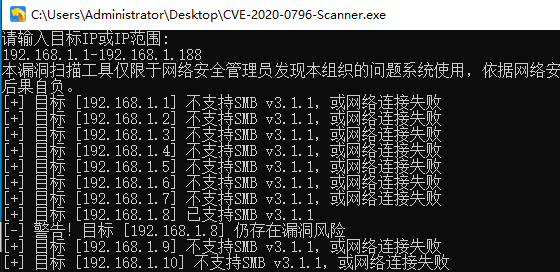 C:\Users\Administrator\Desktop\CVE-2020-0796-Scanner.exe
请输入目标IP或IP范围:
192.168.1.1-192.168.1.188
本漏洞扫描工具仅限于网络安全管理员发现本组织的问题系统使用，依据网络安
后果自负。
[+] 目标 [192.168.1.1] 不支持SMB v3.1.1，或网络连接失败
[+] 目标 [192.168.1.2] 不支持SMB v3.1.1，或网络连接失败
[+] 目标 [192.168.1.3] 不支持SMB v3.1.1，或网络连接失败
[+] 目标 [192.168.1.4] 不支持SMB v3.1.1，或网络连接失败
[+] 目标 [192.168.1.5] 不支持SMB v3.1.1，或网络连接失败
[+] 目标 [192.168.1.6] 不支持SMB v3.1.1，或网络连接失败
[+] 目标 [192.168.1.7] 不支持SMB v3.1.1，或网络连接失败
[+] 目标 [192.168.1.8] 已支持SMB v3.1.1
[-] 警告! 目标 [192.168.1.8] 仍存在漏洞风险
[+] 目标 [192.168.1.9] 不支持SMB v3.1.1，或网络连接失败
[+] 目标 [192.168.1.10] 不支持SMB v3.1.1，或网络连接失败